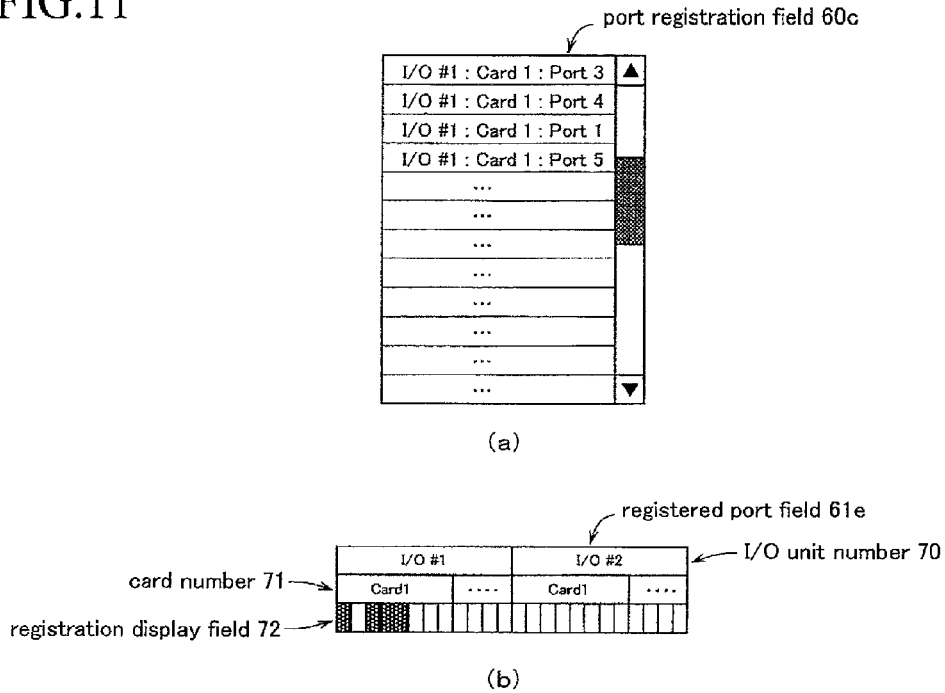 FIG.11
port registration field 60c
I/O #1 : Card 1 : Port 3
I/O #1 : Card 1 : Port 4
I/O #1 : Card 1 : Port 1
I/O #1 : Card 1 : Port 5
...
...
...
...
...
...
...
...
(a)
registered port field 61e
I/O #1 I/O #2 I/O unit number 70
card number 71 Card1 .... Card1 ....
registration display field 72
(b)